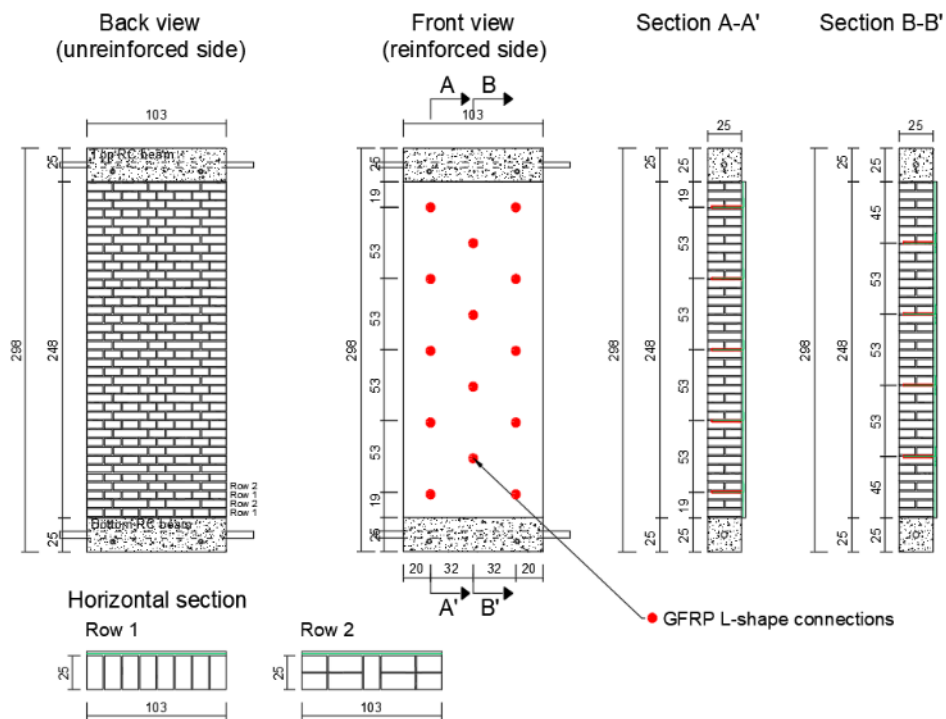 Back view
(unreinforced side)
Front view
(reinforced side)
Section A-A'
Section B-B'
A
B
103
103
25
25
Top RC beam
25
25
25
25
25
19
19
45
53
53
53
53
53
53
53
53
53
53
53
298
248
298
248
298
248
298
248
19
19
45
Row 2
Row 1
Row 2
Row 1
Bottom RC beam
25
25
25
25
20
32
32
20
A'
B'
GFRP L-shape connections
Horizontal section
Row 1
Row 2
25
25
103
103